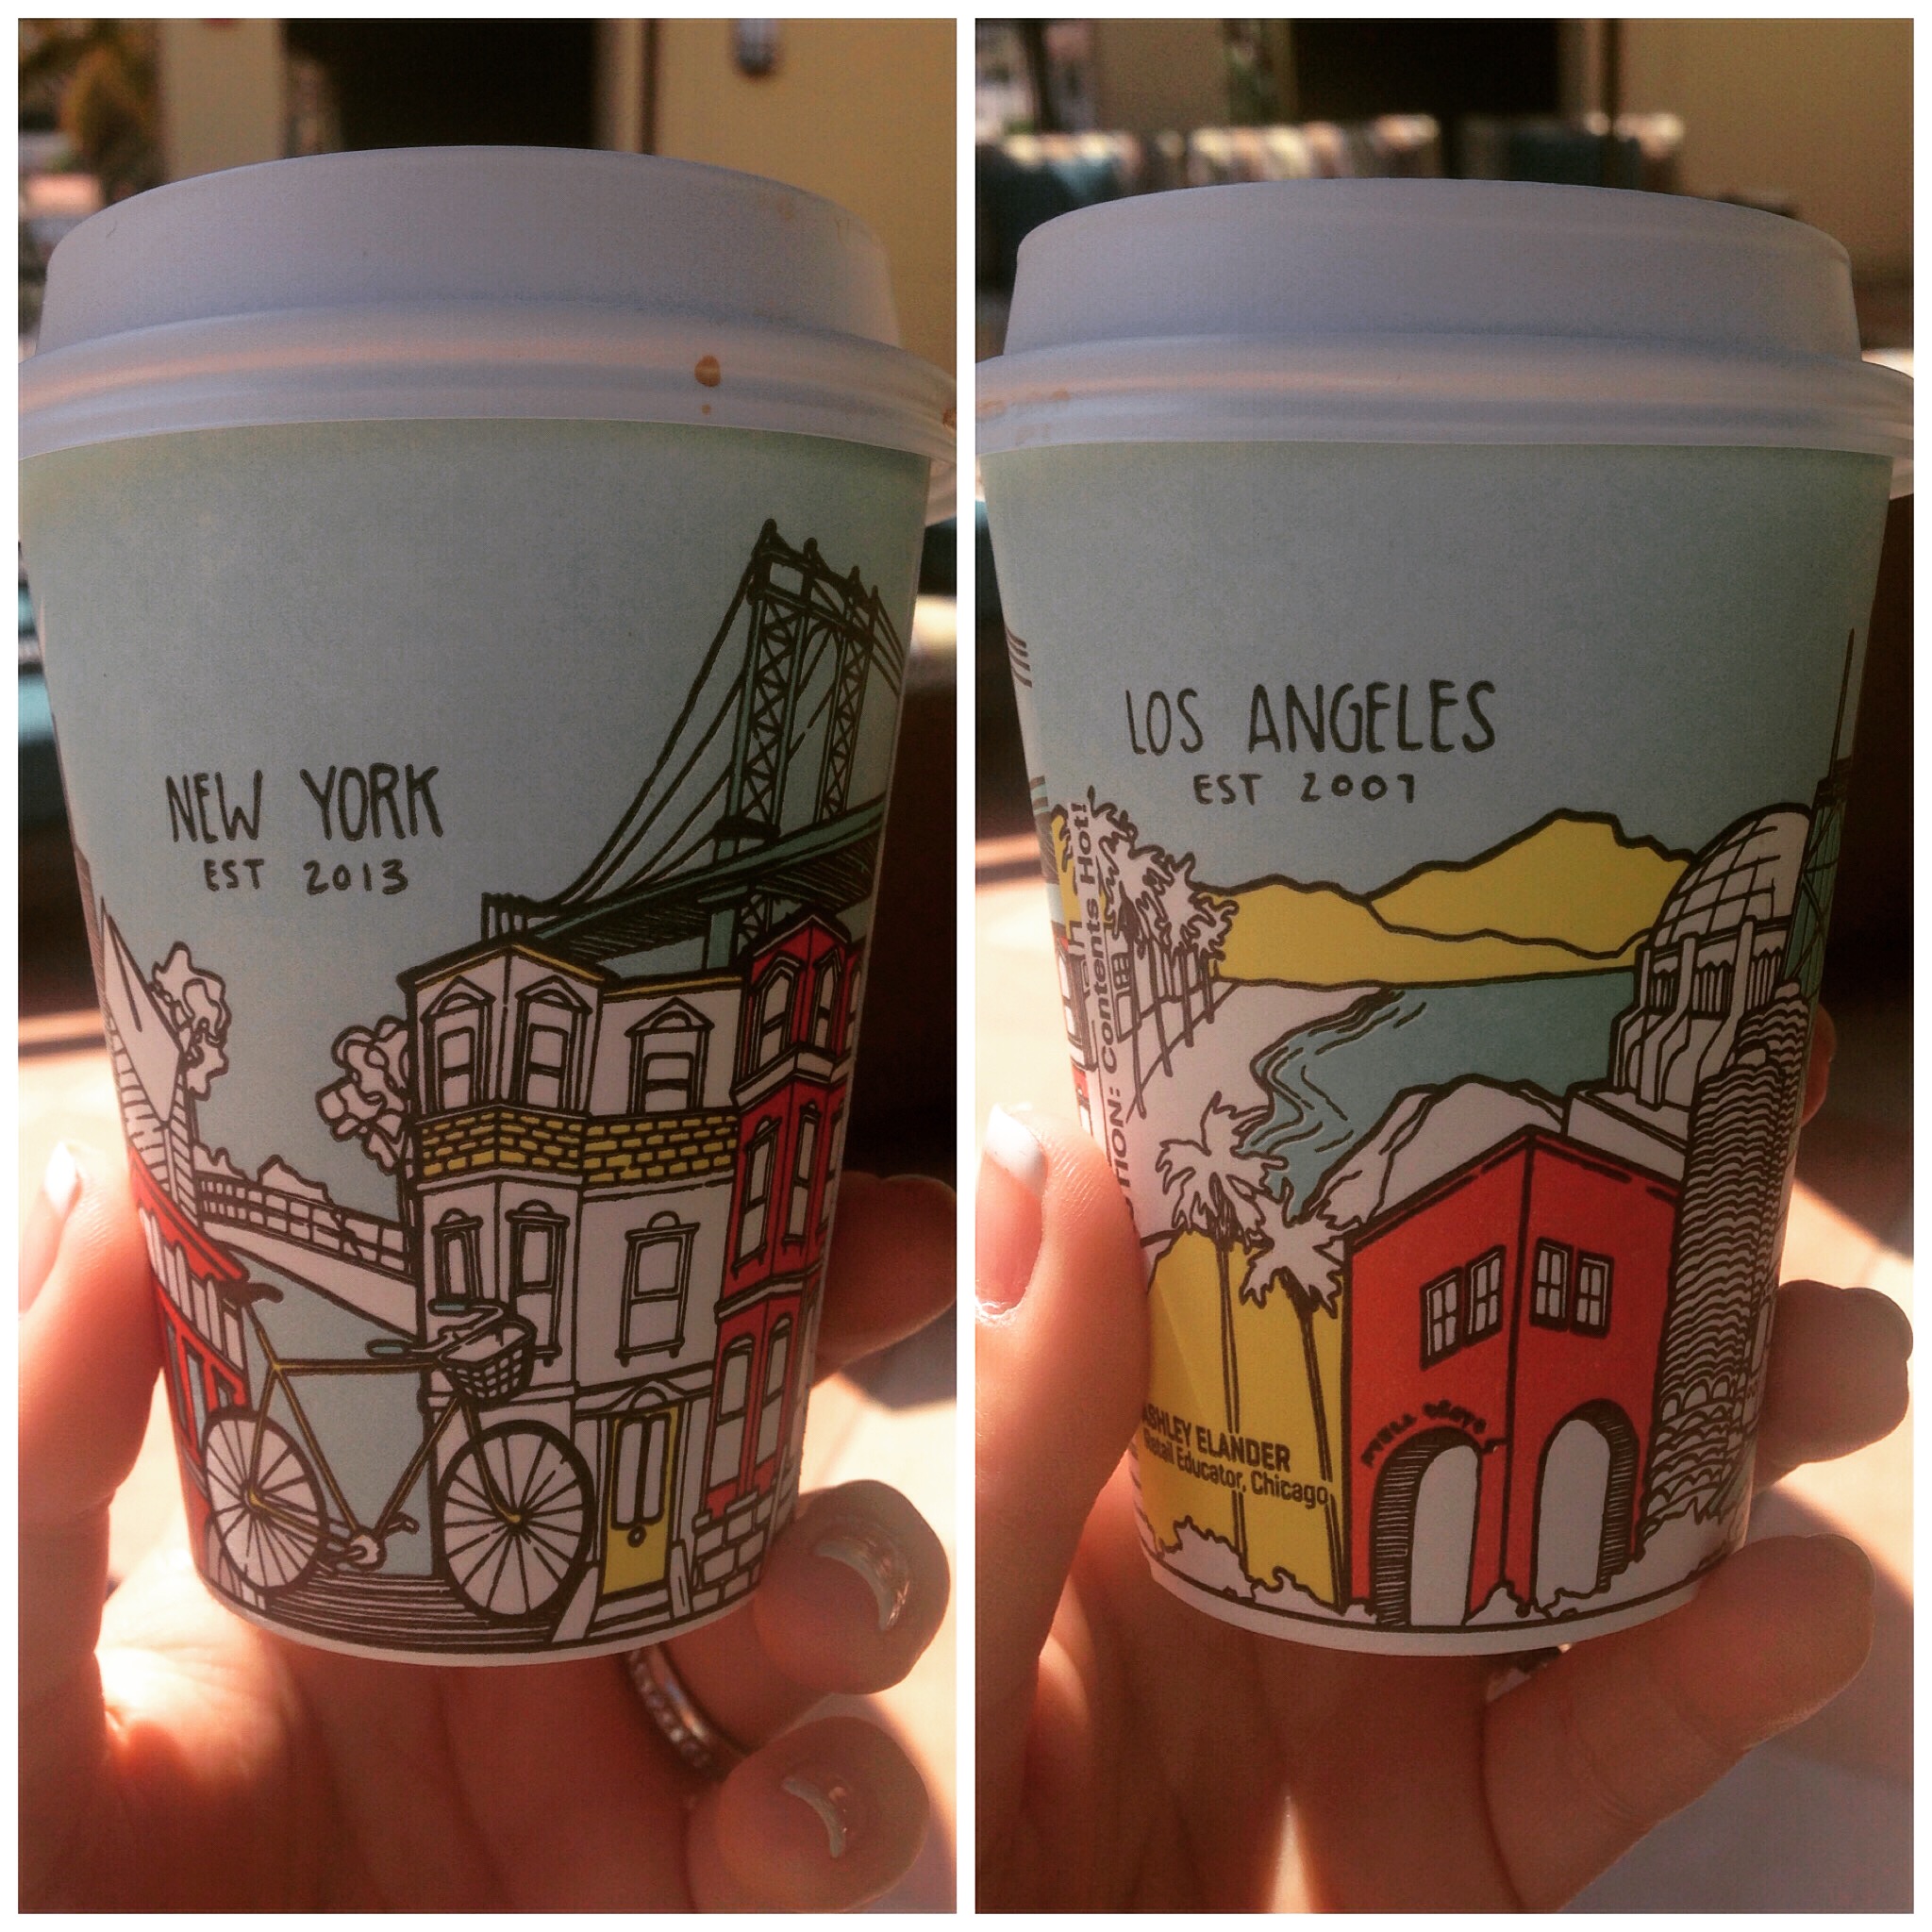 NEW YORK
EST 2013
LOS ANGELES
EST 2007
Contents Hot!
ASHLEY ELANDER
Retail Educator, Chicago